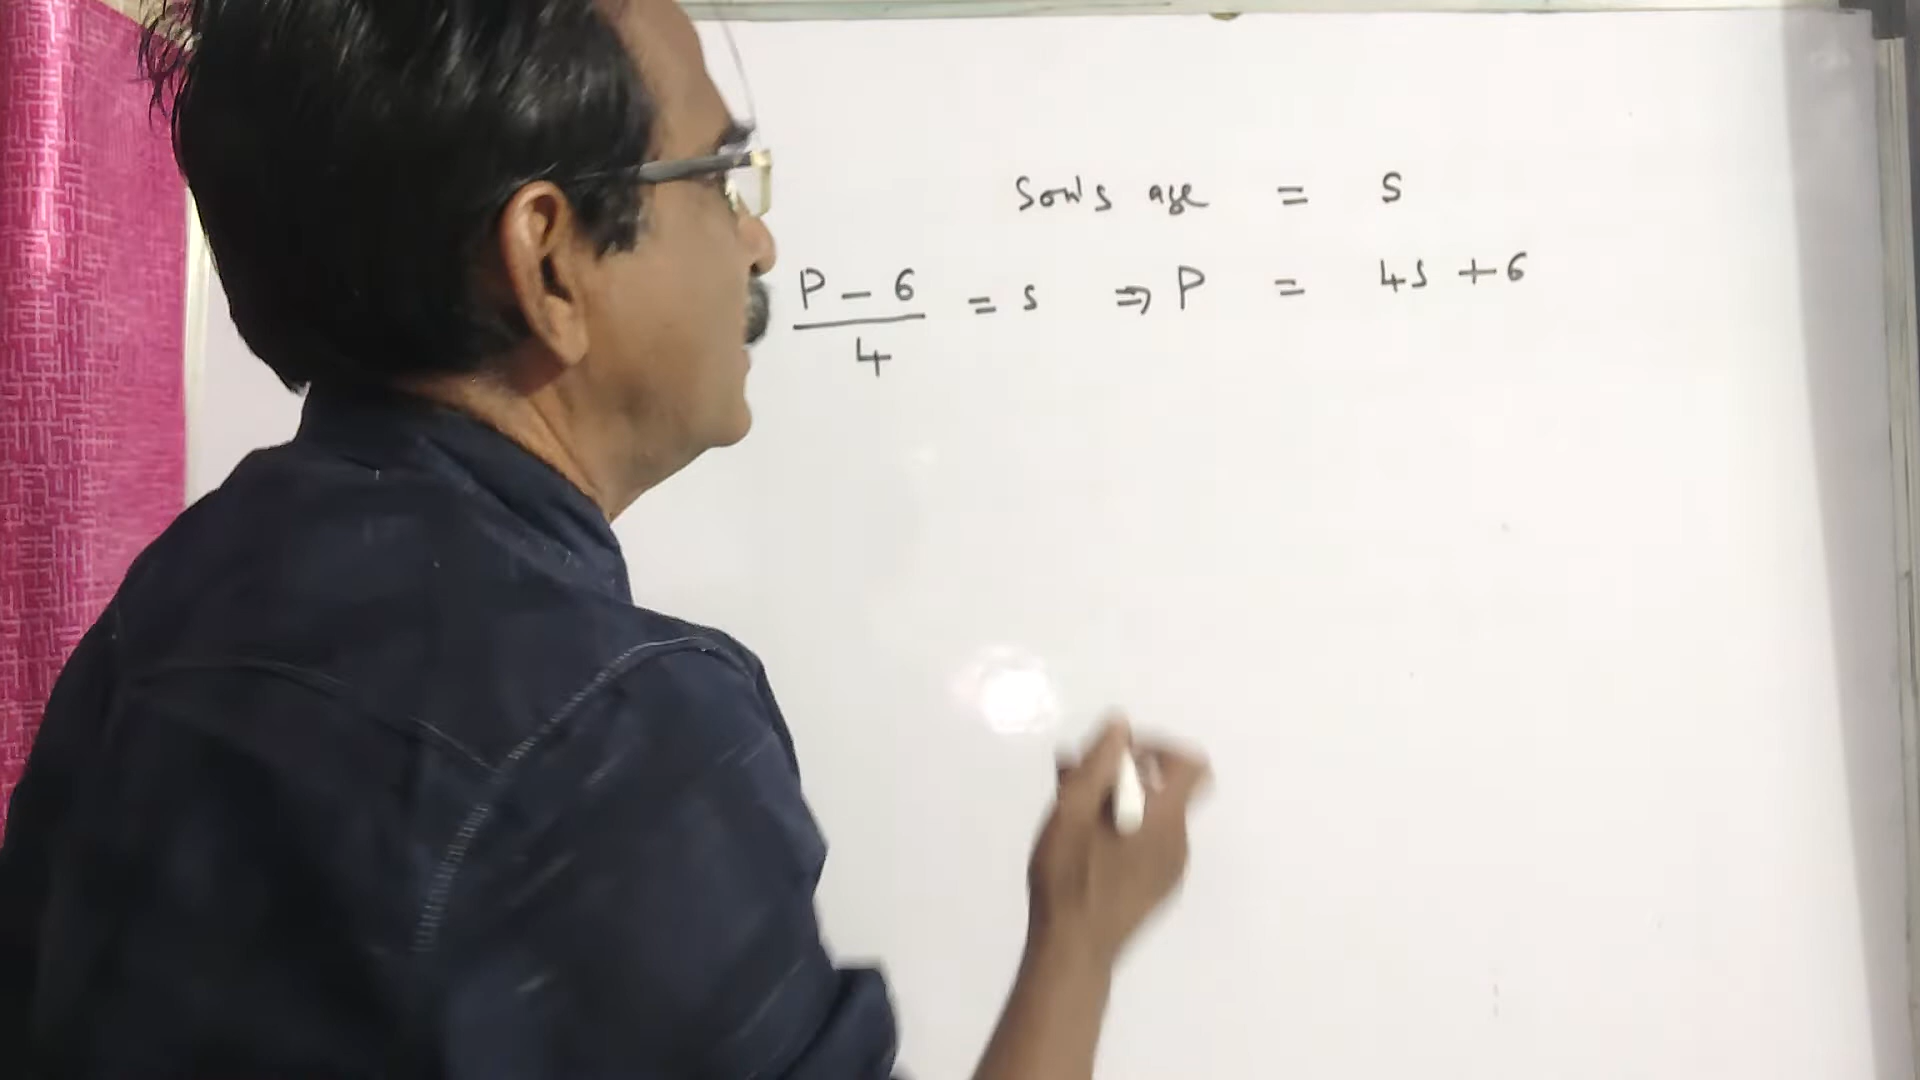 Son's age = S
P - 6 / 4 = s ⇒ P = 4s + 6